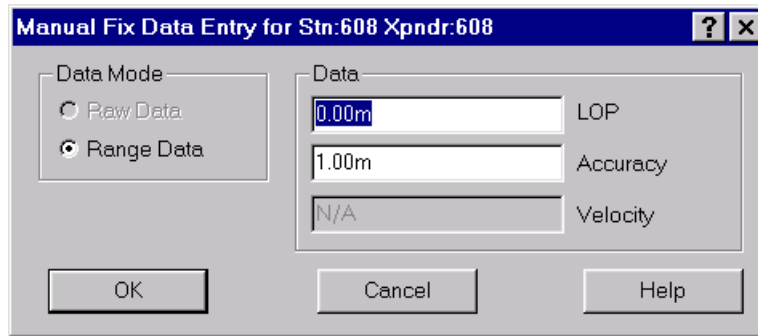 Manual Fix Data Entry for Stn:608 Xpndr:608
Data Mode
Raw Data
Range Data
Data
0.00m LOP
1.00m Accuracy
N/A Velocity
OK Cancel Help